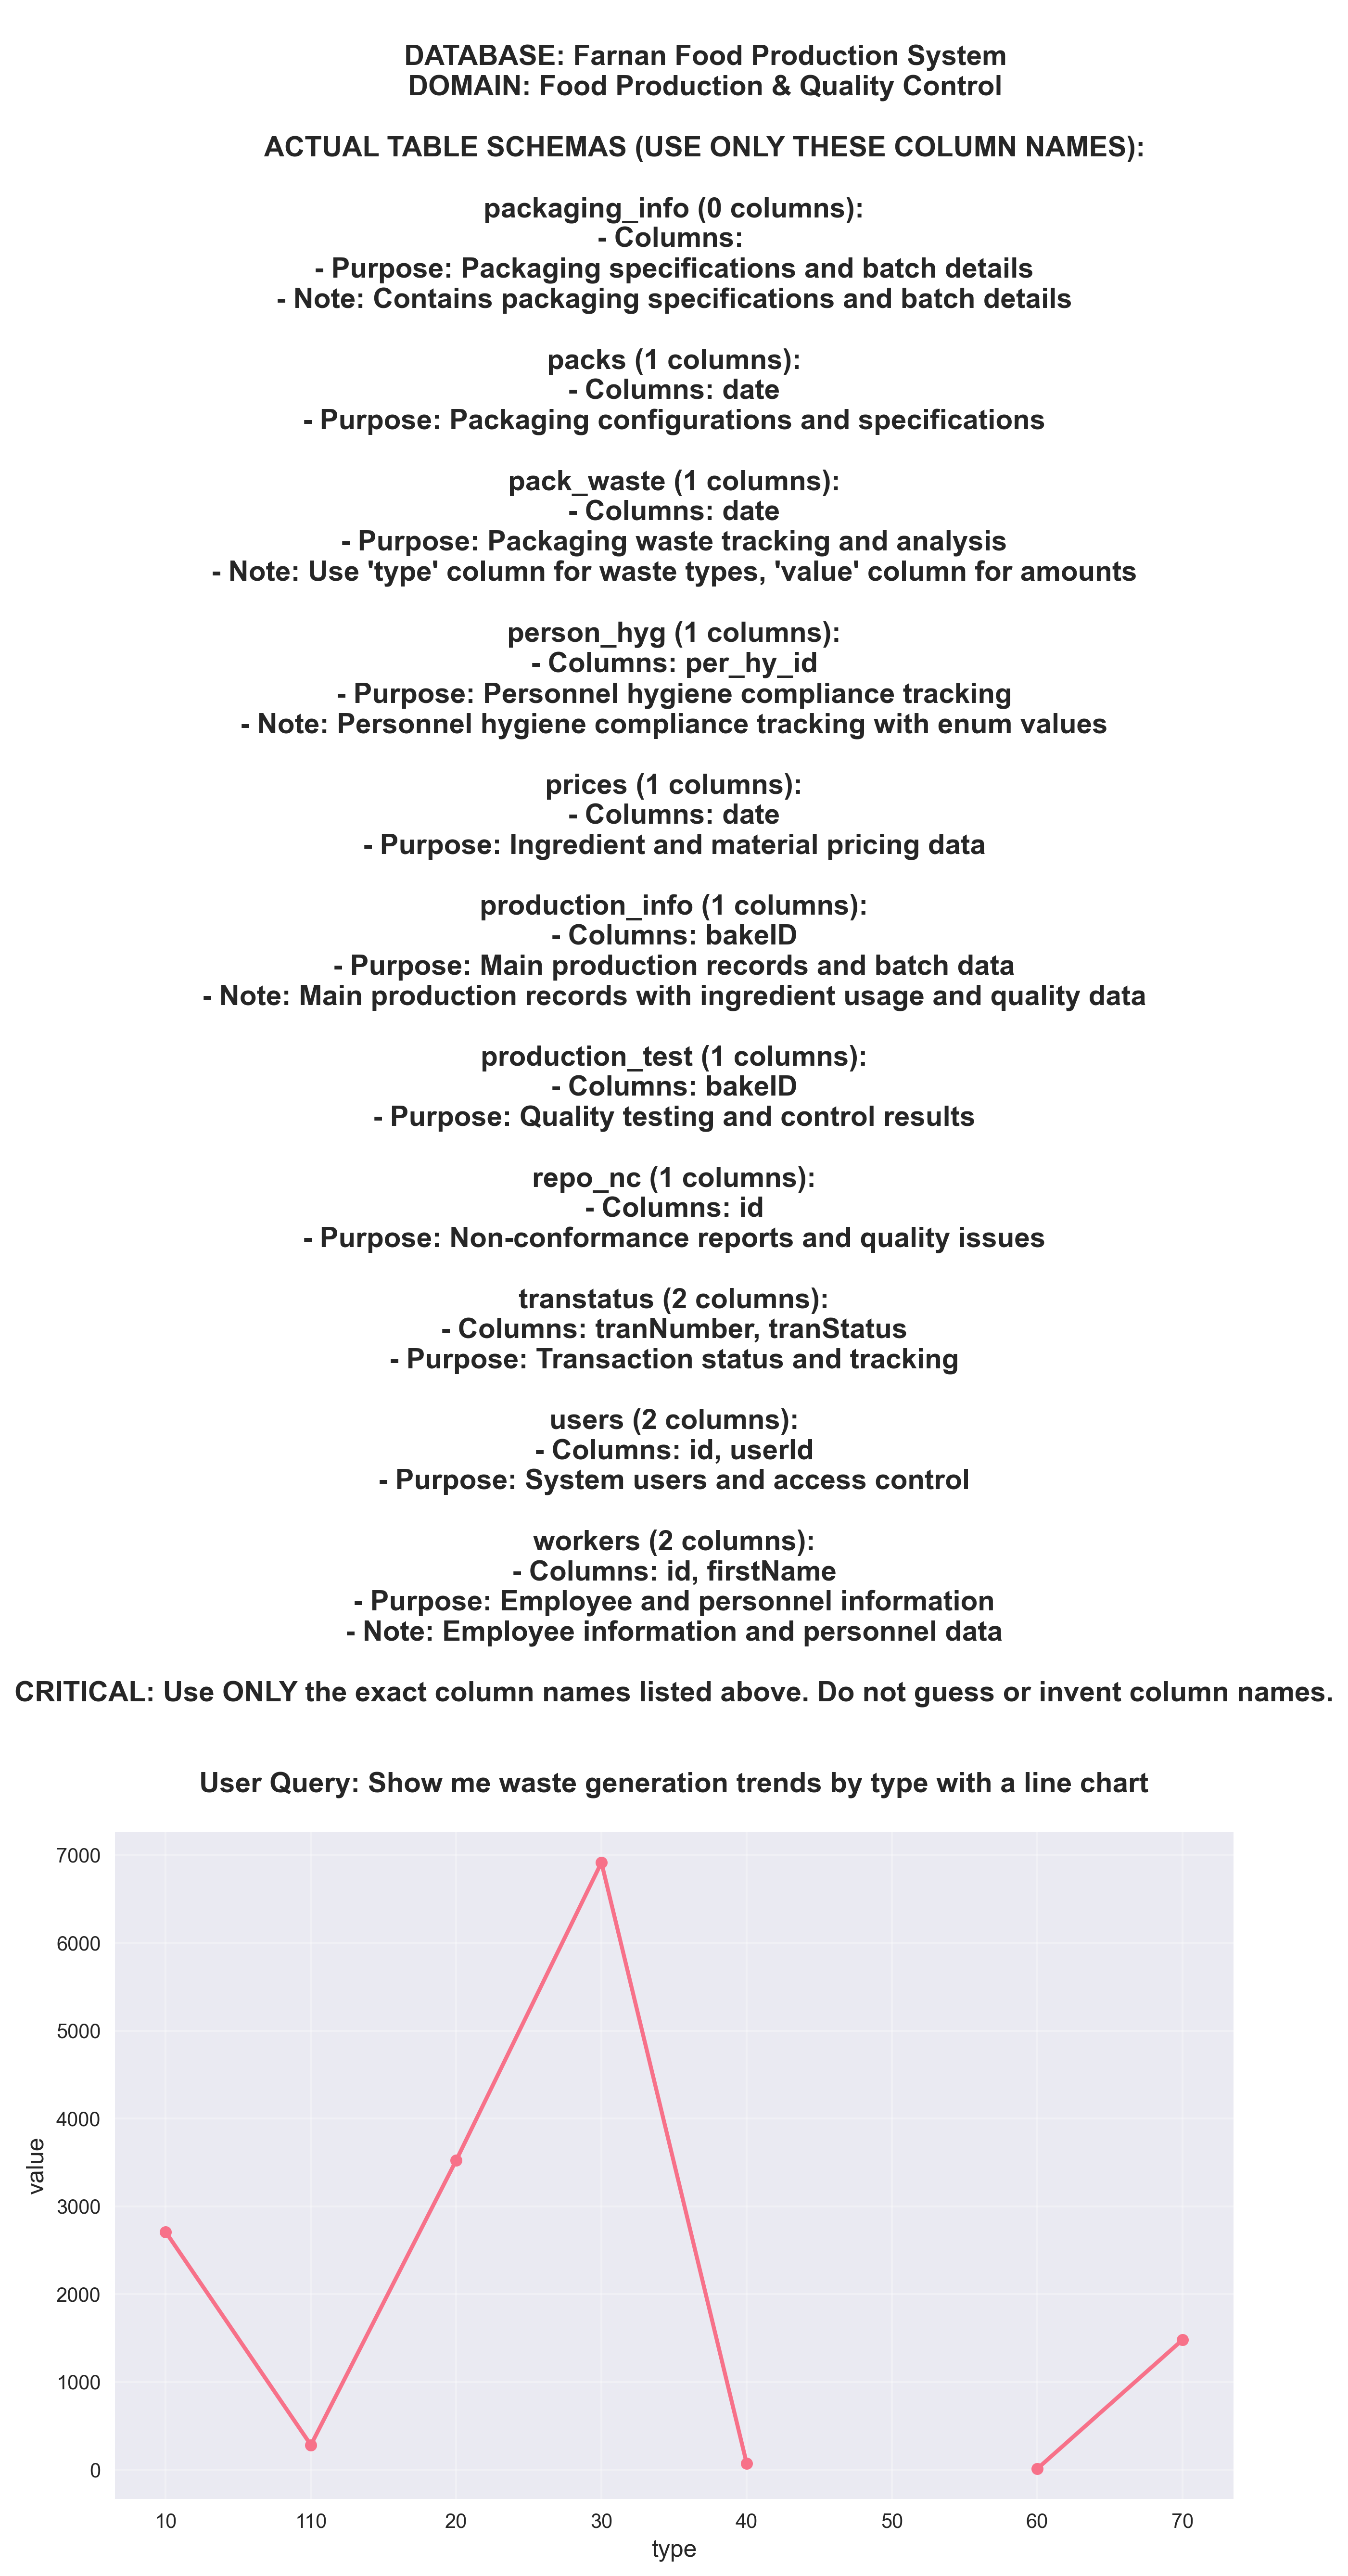 DATABASE: Farnan Food Production System
DOMAIN: Food Production & Quality Control
ACTUAL TABLE SCHEMAS (USE ONLY THESE COLUMN NAMES):
packaging_info (0 columns):
- Columns:
- Purpose: Packaging specifications and batch details
- Note: Contains packaging specifications and batch details
packs (1 columns):
- Columns: date
- Purpose: Packaging configurations and specifications
pack_waste (1 columns):
- Columns: date
- Purpose: Packaging waste tracking and analysis
- Note: Use 'type' column for waste types, 'value' column for amounts
person_hyg (1 columns):
- Columns: per_hy_id
- Purpose: Personnel hygiene compliance tracking
- Note: Personnel hygiene compliance tracking with enum values
prices (1 columns):
- Columns: date
- Purpose: Ingredient and material pricing data
production_info (1 columns):
- Columns: bakeID
- Purpose: Main production records and batch data
- Note: Main production records with ingredient usage and quality data
production_test (1 columns):
- Columns: bakeID
- Purpose: Quality testing and control results
repo_nc (1 columns):
- Columns: id
- Purpose: Non-conformance reports and quality issues
transtatus (2 columns):
- Columns: tranNumber, tranStatus
- Purpose: Transaction status and tracking
users (2 columns):
- Columns: id, userId
- Purpose: System users and access control
workers (2 columns):
- Columns: id, firstName
- Purpose: Employee and personnel information
- Note: Employee information and personnel data
CRITICAL: Use ONLY the exact column names listed above. Do not guess or invent column names.
User Query: Show me waste generation trends by type with a line chart
7000
6000
5000
4000
3000
2000
1000
0
value
10 110 20 30 40 50 60 70
type